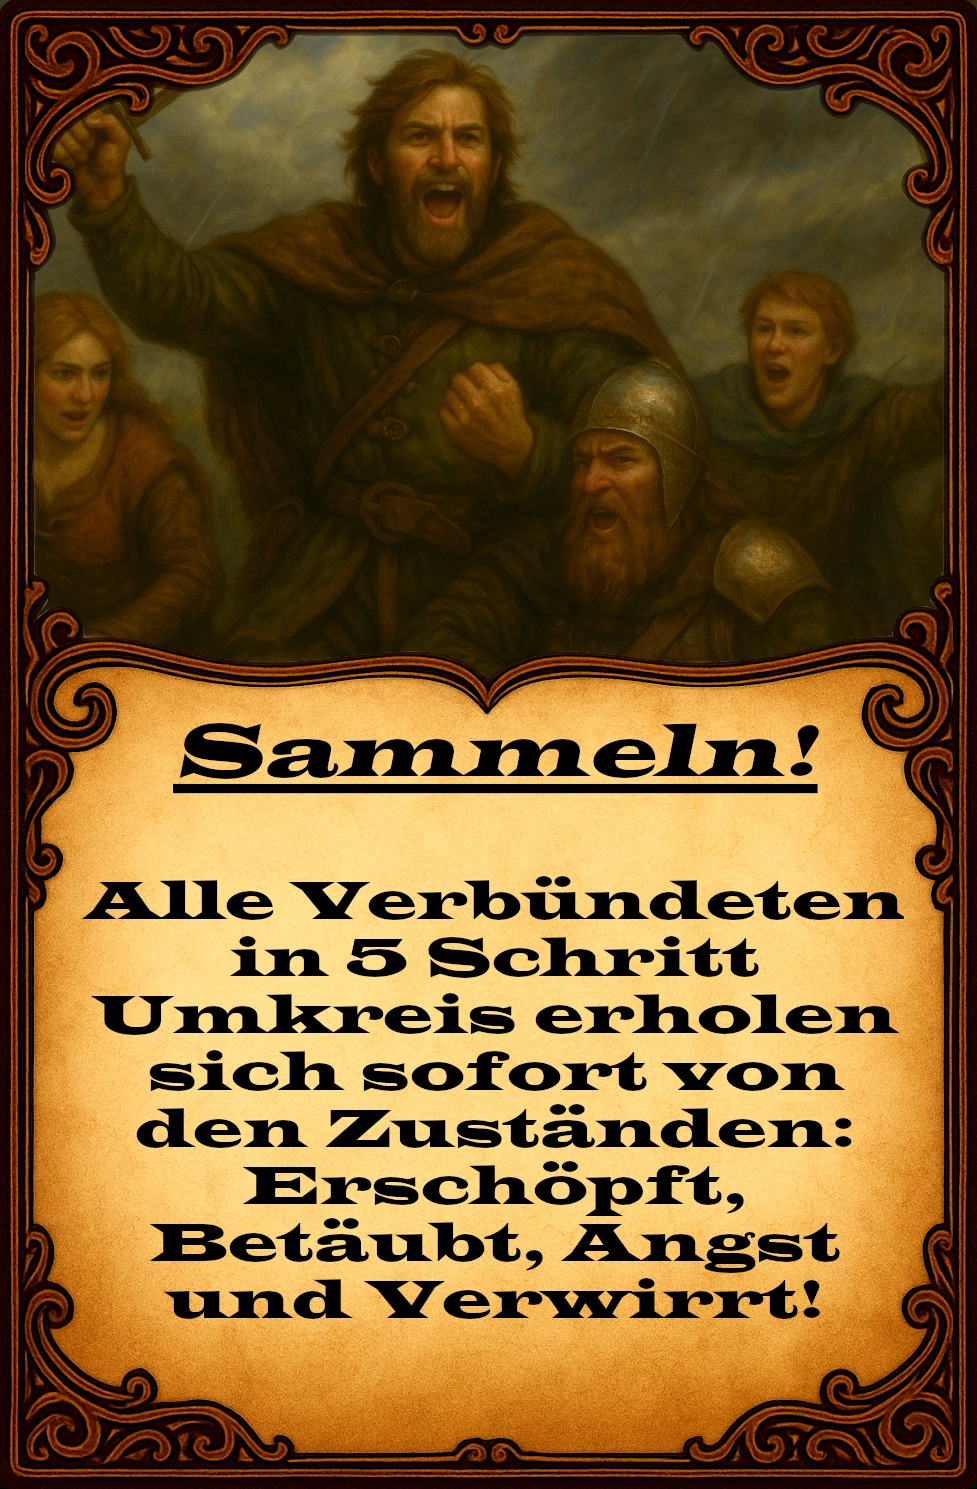 Sammeln!
Alle Verbündeten
in 5 Schritt
Umkreis erholen
sich sofort von
den Zuständen:
Erschöpft,
Betäubt, Angst
und Verwirrt!